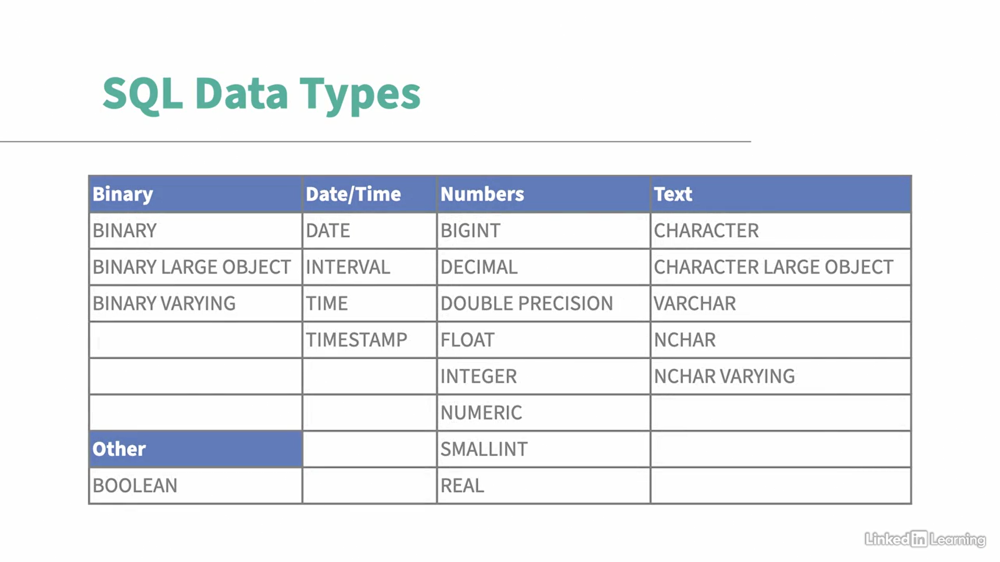 SQL Data Types
Binary Date/Time Numbers Text
BINARY DATE BIGINT CHARACTER
BINARY LARGE OBJECT INTERVAL DECIMAL CHARACTER LARGE OBJECT
BINARY VARYING TIME DOUBLE PRECISION VARCHAR
TIMESTAMP FLOAT NCHAR
INTEGER NCHAR VARYING
NUMERIC
Other SMALLINT
BOOLEAN REAL
Linked in Learning